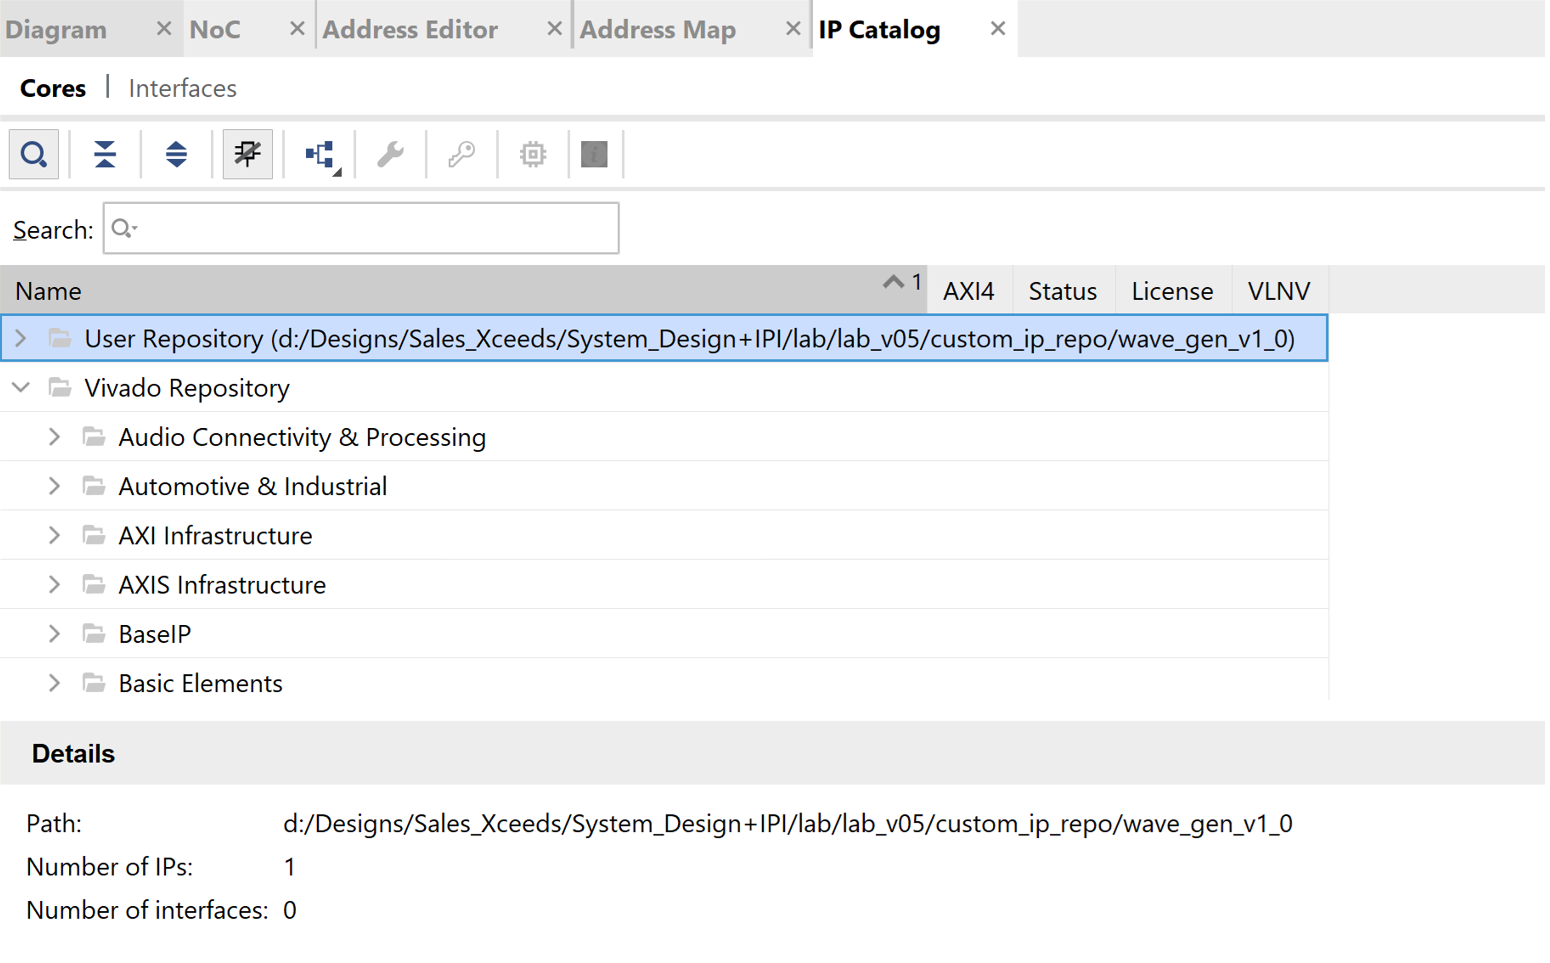 Diagram NoC Address Editor Address Map IP Catalog
Cores | Interfaces
Search:
Name 1 AXI4 Status License VLNV
User Repository (d:/Designs/Sales_Xceeds/System_Design+IPI/lab/lab_v05/custom_ip_repo/wave_gen_v1_0)
Vivado Repository
Audio Connectivity & Processing
Automotive & Industrial
AXI Infrastructure
AXIS Infrastructure
BaseIP
Basic Elements
Details
Path: d:/Designs/Sales_Xceeds/System_Design+IPI/lab/lab_v05/custom_ip_repo/wave_gen_v1_0
Number of IPs: 1
Number of interfaces: 0